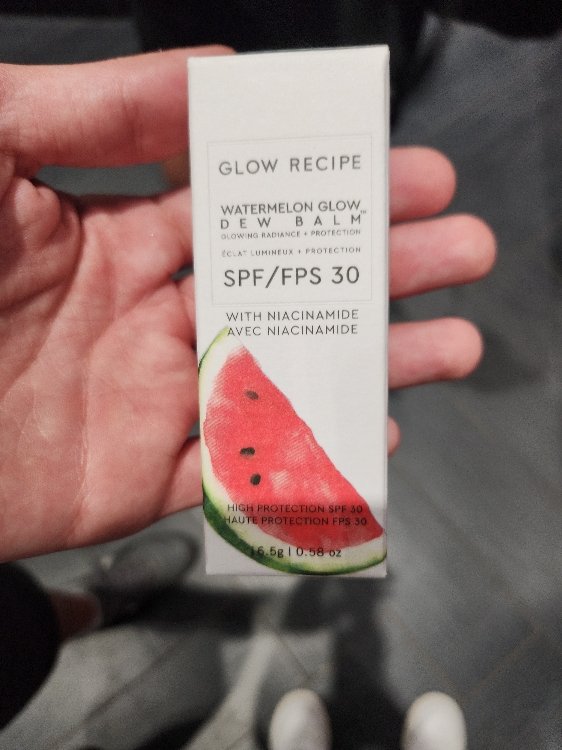 GLOW RECIPE
WATERMELON GLOW
DEW BALM™
GLOWING RADIANCE + PROTECTION
ÉCLAT LUMINEUX + PROTECTION
SPF/FPS 30
WITH NIACINAMIDE
AVEC NIACINAMIDE
HIGH PROTECTION SPF 30
HAUTE PROTECTION FPS 30
16.5g | 0.58 oz